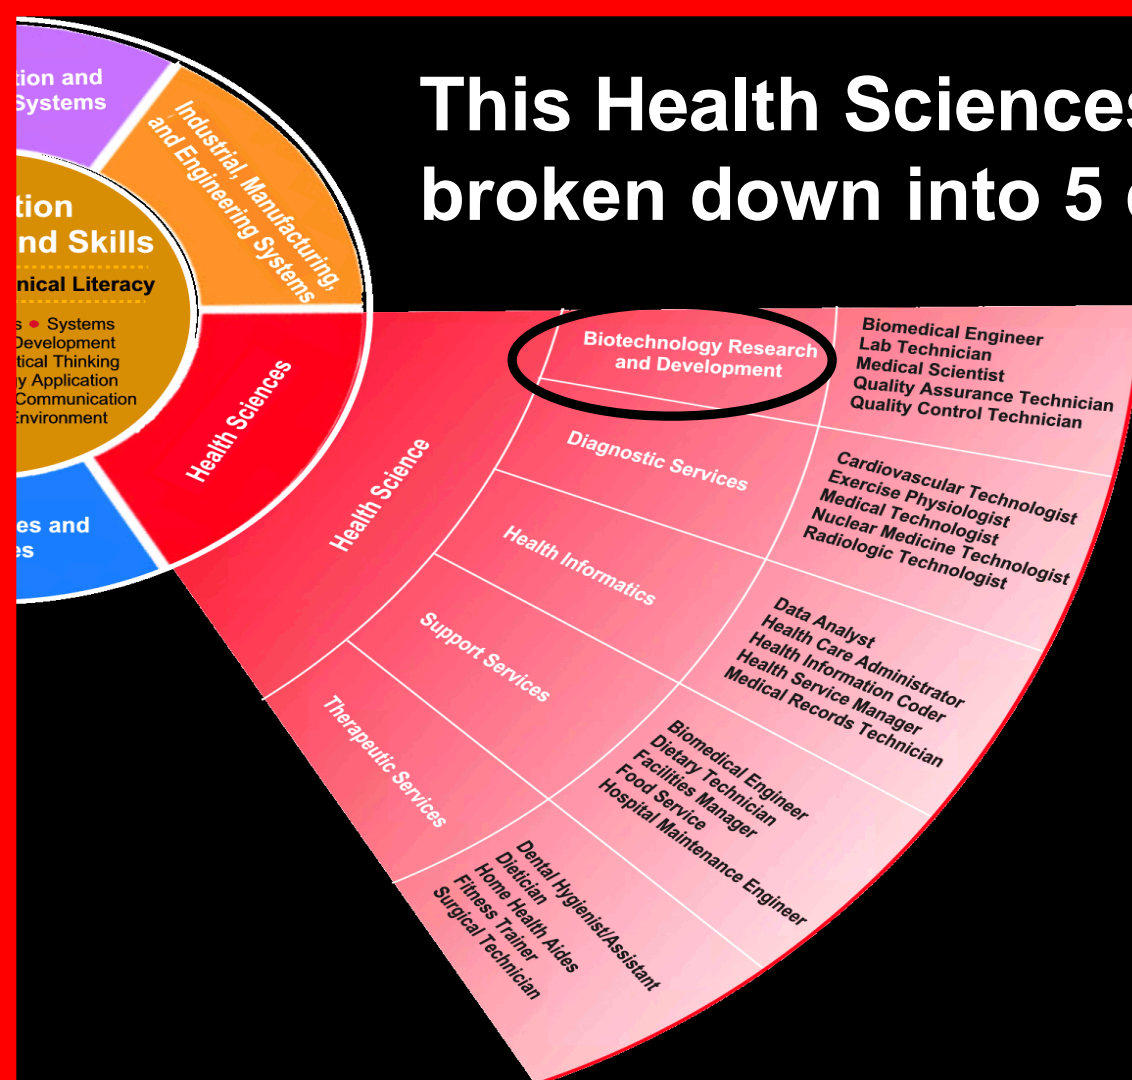 This Health Sciences
broken down into 5
tion and
Systems
Industrial, Manufacturing,
and Engineering Systems
tion
nd Skills
nical Literacy
s • Systems
Development
tical Thinking
y Application
Communication
Environment
Health Sciences
es and
es
Health Science
Biotechnology Research
and Development
Biomedical Engineer
Lab Technician
Medical Scientist
Quality Assurance Technician
Quality Control Technician
Diagnostic Services
Cardiovascular Technologist
Exercise Physiologist
Medical Technologist
Nuclear Medicine Technologist
Radiologic Technologist
Health Informatics
Data Analyst
Health Care Administrator
Health Information Coder
Health Service Manager
Medical Records Technician
Support Services
Biomedical Engineer
Dietary Technician
Facilities Manager
Food Service
Hospital Maintenance Engineer
Therapeutic Services
Dental Hygienist/Assistant
Dietician
Home Health Aides
Fitness Trainer
Surgical Technician